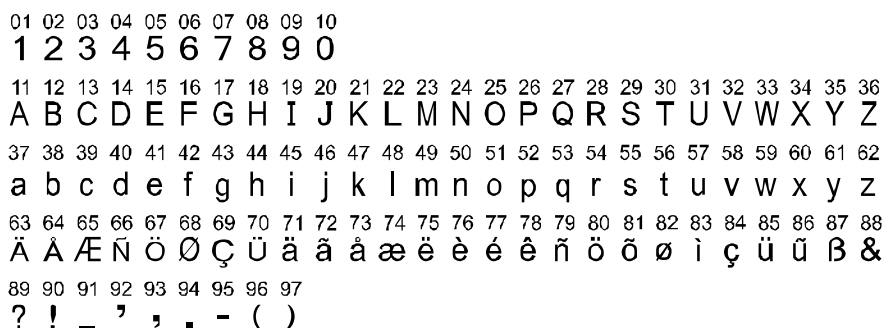 01 02 03 04 05 06 07 08 09 10
1 2 3 4 5 6 7 8 9 0
11 12 13 14 15 16 17 18 19 20 21 22 23 24 25 26 27 28 29 30 31 32 33 34 35 36
A B C D E F G H I J K L M N O P Q R S T U V W X Y Z
37 38 39 40 41 42 43 44 45 46 47 48 49 50 51 52 53 54 55 56 57 58 59 60 61 62
a b c d e f g h i j k l m n o p q r s t u v w x y z
63 64 65 66 67 68 69 70 71 72 73 74 75 76 77 78 79 80 81 82 83 84 85 86 87 88
Ä Å Æ Ñ Ö Ø Ç Ü ä ã å æ ë è é ê ñ ö õ ø ì ç ü ũ ß &
89 90 91 92 93 94 95 96 97
? ! _ ’ , . - ( )